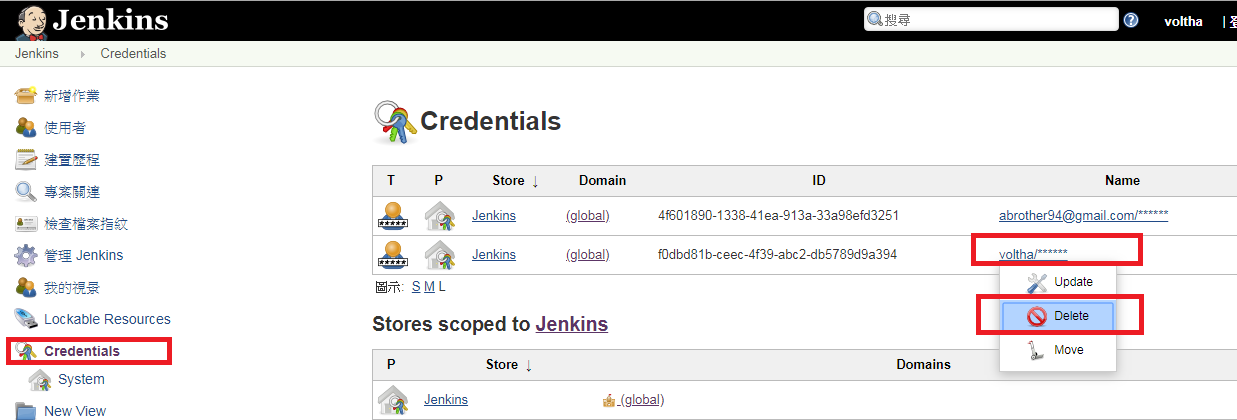 Jenkins
搜尋
voltha
|
Jenkins
Credentials
新增作業
使用者
建置歷程
專案關連
檢查檔案指紋
管理 Jenkins
我的視景
Lockable Resources
Credentials
System
New View
Credentials
T P Store ↓ Domain ID Name
Jenkins (global) 4f601890-1338-41ea-913a-33a98efd3251 abrother94@gmail.com/******
Jenkins (global) f0dbd81b-ceec-4f39-abc2-db5789d9a394 voltha/******
圖示: S M L
Update
Delete
Move
Stores scoped to Jenkins
P Store ↓ Domains
Jenkins (global)